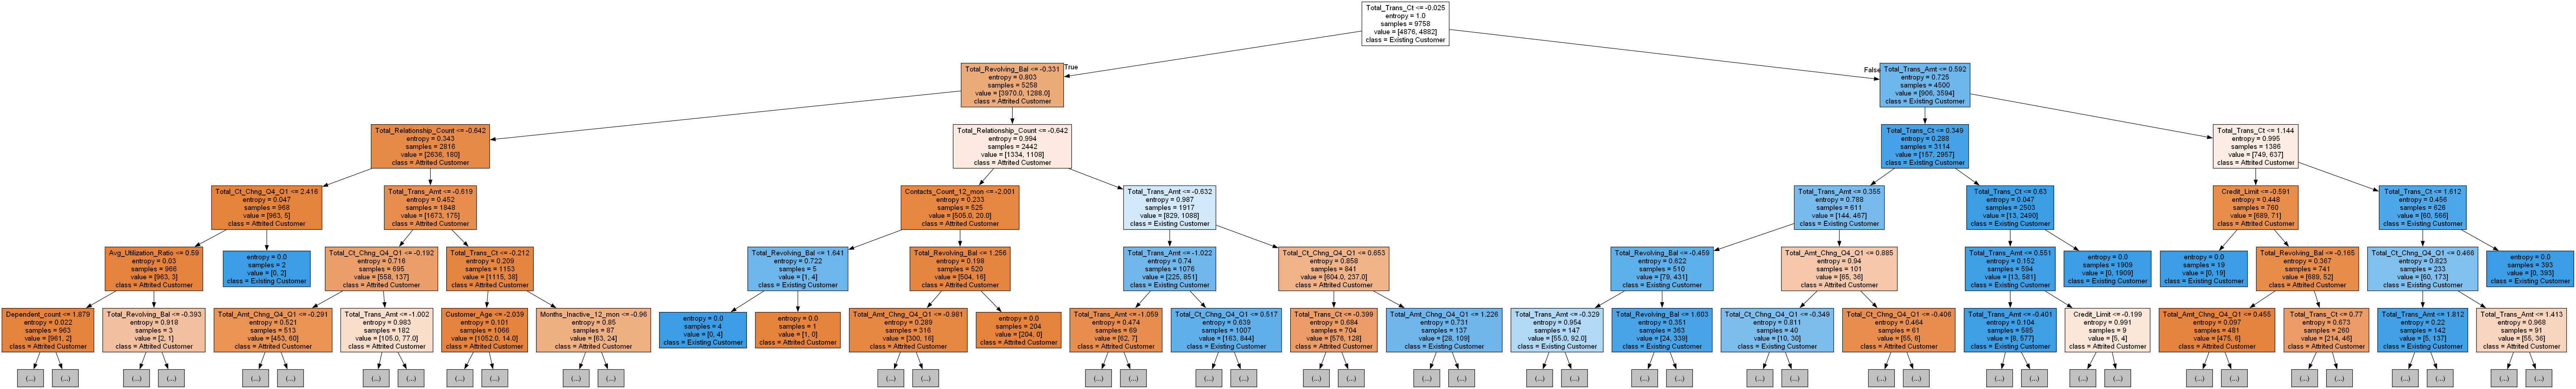 Total_Trans_Ct <= -0.025
entropy = 1.0
samples = 9758
value = [4876, 4882]
class = Existing Customer
True
False
Total_Revolving_Bal <= -0.331
entropy = 0.803
samples = 5258
value = [3970.0, 1288.0]
class = Attrited Customer
Total_Trans_Amt <= 0.592
entropy = 0.725
samples = 4500
value = [906, 3594]
class = Existing Customer
Total_Relationship_Count <= -0.642
entropy = 0.343
samples = 2816
value = [2636, 180]
class = Attrited Customer
Total_Relationship_Count <= -0.642
entropy = 0.994
samples = 2442
value = [1334, 1108]
class = Attrited Customer
Total_Trans_Ct <= 0.349
entropy = 0.288
samples = 3114
value = [157, 2957]
class = Existing Customer
Total_Trans_Ct <= 1.144
entropy = 0.995
samples = 1386
value = [749, 637]
class = Attrited Customer
Total_Ct_Chng_Q4_Q1 <= 2.416
entropy = 0.047
samples = 968
value = [963, 5]
class = Attrited Customer
Total_Trans_Amt <= -0.619
entropy = 0.452
samples = 1848
value = [1673, 175]
class = Attrited Customer
Contacts_Count_12_mon <= -2.001
entropy = 0.233
samples = 525
value = [505.0, 20.0]
class = Attrited Customer
Total_Trans_Amt <= -0.632
entropy = 0.987
samples = 1917
value = [829, 1088]
class = Existing Customer
Total_Trans_Amt <= 0.355
entropy = 0.788
samples = 611
value = [144, 467]
class = Existing Customer
Total_Trans_Ct <= 0.63
entropy = 0.047
samples = 2503
value = [13, 2490]
class = Existing Customer
Credit_Limit <= -0.591
entropy = 0.448
samples = 760
value = [689, 71]
class = Attrited Customer
Total_Trans_Ct <= 1.612
entropy = 0.456
samples = 626
value = [60, 566]
class = Existing Customer
Avg_Utilization_Ratio <= 0.59
entropy = 0.03
samples = 966
value = [963, 3]
class = Attrited Customer
entropy = 0.0
samples = 2
value = [0, 2]
class = Existing Customer
Total_Ct_Chng_Q4_Q1 <= -0.192
entropy = 0.716
samples = 695
value = [558, 137]
class = Attrited Customer
Total_Trans_Ct <= -0.212
entropy = 0.209
samples = 1153
value = [1115, 38]
class = Attrited Customer
Total_Revolving_Bal <= 1.641
entropy = 0.722
samples = 5
value = [1, 4]
class = Existing Customer
Total_Revolving_Bal <= 1.256
entropy = 0.198
samples = 520
value = [504, 16]
class = Attrited Customer
Total_Trans_Amt <= -1.022
entropy = 0.74
samples = 1076
value = [225, 851]
class = Existing Customer
Total_Ct_Chng_Q4_Q1 <= 0.653
entropy = 0.858
samples = 841
value = [604.0, 237.0]
class = Attrited Customer
Total_Revolving_Bal <= -0.459
entropy = 0.622
samples = 510
value = [79, 431]
class = Existing Customer
Total_Amt_Chng_Q4_Q1 <= 0.885
entropy = 0.94
samples = 101
value = [65, 36]
class = Attrited Customer
Total_Trans_Amt <= 0.551
entropy = 0.152
samples = 594
value = [13, 581]
class = Existing Customer
entropy = 0.0
samples = 1909
value = [0, 1909]
class = Existing Customer
entropy = 0.0
samples = 19
value = [0, 19]
class = Existing Customer
Total_Revolving_Bal <= -0.165
entropy = 0.367
samples = 741
value = [689, 52]
class = Attrited Customer
Total_Ct_Chng_Q4_Q1 <= 0.466
entropy = 0.823
samples = 233
value = [60, 173]
class = Existing Customer
entropy = 0.0
samples = 393
value = [0, 393]
class = Existing Customer
Dependent_count <= 1.879
entropy = 0.022
samples = 963
value = [961, 2]
class = Attrited Customer
Total_Revolving_Bal <= -0.393
entropy = 0.918
samples = 3
value = [2, 1]
class = Attrited Customer
Total_Amt_Chng_Q4_Q1 <= -0.291
entropy = 0.521
samples = 513
value = [453, 60]
class = Attrited Customer
Total_Trans_Amt <= -1.002
entropy = 0.983
samples = 182
value = [105.0, 77.0]
class = Attrited Customer
Customer_Age <= -2.039
entropy = 0.101
samples = 1066
value = [1052.0, 14.0]
class = Attrited Customer
Months_Inactive_12_mon <= -0.96
entropy = 0.85
samples = 87
value = [63, 24]
class = Attrited Customer
entropy = 0.0
samples = 4
value = [0, 4]
class = Existing Customer
entropy = 0.0
samples = 1
value = [1, 0]
class = Attrited Customer
Total_Amt_Chng_Q4_Q1 <= -0.981
entropy = 0.289
samples = 316
value = [300, 16]
class = Attrited Customer
entropy = 0.0
samples = 204
value = [204, 0]
class = Attrited Customer
Total_Trans_Amt <= -1.059
entropy = 0.474
samples = 69
value = [62, 7]
class = Attrited Customer
Total_Ct_Chng_Q4_Q1 <= 0.517
entropy = 0.639
samples = 1007
value = [163, 844]
class = Existing Customer
Total_Trans_Ct <= -0.399
entropy = 0.684
samples = 704
value = [576, 128]
class = Attrited Customer
Total_Amt_Chng_Q4_Q1 <= 1.226
entropy = 0.731
samples = 137
value = [28, 109]
class = Existing Customer
Total_Trans_Amt <= -0.329
entropy = 0.954
samples = 147
value = [55.0, 92.0]
class = Existing Customer
Total_Revolving_Bal <= 1.603
entropy = 0.351
samples = 363
value = [24, 339]
class = Existing Customer
Total_Ct_Chng_Q4_Q1 <= -0.349
entropy = 0.811
samples = 40
value = [10, 30]
class = Existing Customer
Total_Ct_Chng_Q4_Q1 <= -0.406
entropy = 0.464
samples = 61
value = [55, 6]
class = Attrited Customer
Total_Trans_Amt <= -0.401
entropy = 0.104
samples = 585
value = [8, 577]
class = Existing Customer
Credit_Limit <= -0.199
entropy = 0.991
samples = 9
value = [5, 4]
class = Attrited Customer
Total_Amt_Chng_Q4_Q1 <= 0.455
entropy = 0.097
samples = 481
value = [475, 6]
class = Attrited Customer
Total_Trans_Ct <= 0.77
entropy = 0.673
samples = 260
value = [214, 46]
class = Attrited Customer
Total_Trans_Amt <= 1.812
entropy = 0.22
samples = 142
value = [5, 137]
class = Existing Customer
Total_Trans_Amt <= 1.413
entropy = 0.968
samples = 91
value = [55, 36]
class = Attrited Customer
(...) (...) (...) (...) (...) (...) (...) (...) (...) (...) (...) (...) (...) (...) (...) (...) (...) (...) (...) (...) (...) (...) (...) (...) (...) (...) (...) (...) (...) (...) (...) (...) (...) (...) (...) (...) (...) (...) (...) (...) (...) (...)